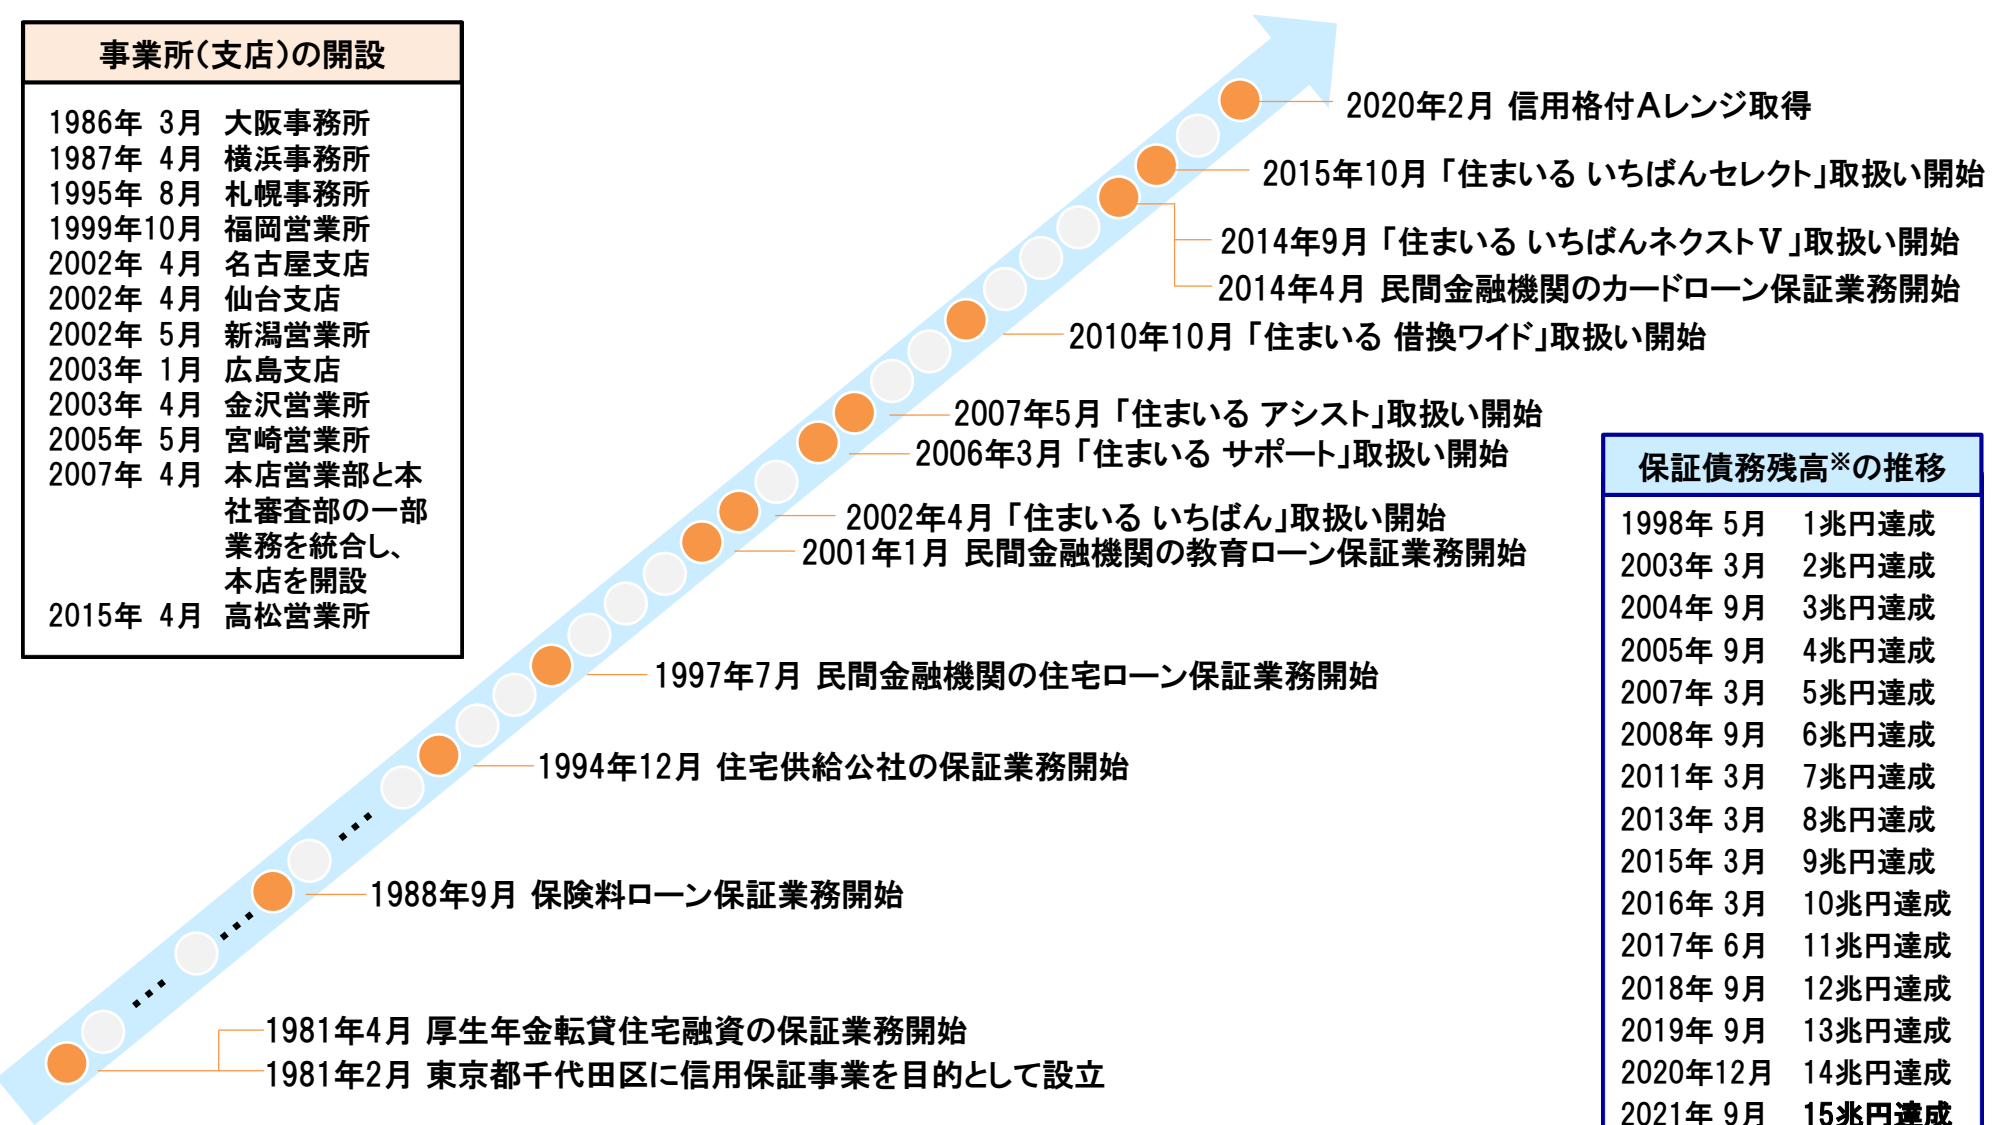 事業所(支店)の開設
1986年 3月 大阪事務所
1987年 4月 横浜事務所
1995年 8月 札幌事務所
1999年10月 福岡営業所
2002年 4月 名古屋支店
2002年 4月 仙台支店
2002年 5月 新潟営業所
2003年 1月 広島支店
2003年 4月 金沢営業所
2005年 5月 宮崎営業所
2007年 4月 本店営業部と本
社審査部の一部
業務を統合し、
本店を開設
2015年 4月 高松営業所
2020年2月 信用格付Aレンジ取得
2015年10月「住まいる いちばんセレクト」取扱い開始
2014年9月「住まいる いちばんネクストV」取扱い開始
2014年4月 民間金融機関のカードローン保証業務開始
2010年10月「住まいる 借換ワイド」取扱い開始
2007年5月「住まいる アシスト」取扱い開始
2006年3月「住まいる サポート」取扱い開始
2002年4月「住まいる いちばん」取扱い開始
2001年1月 民間金融機関の教育ローン保証業務開始
1997年7月 民間金融機関の住宅ローン保証業務開始
1994年12月 住宅供給公社の保証業務開始
1988年9月 保険料ローン保証業務開始
1981年4月 厚生年金転貸住宅融資の保証業務開始
1981年2月 東京都千代田区に信用保証事業を目的として設立
保証債務残高※の推移
1998年 5月 1兆円達成
2003年 3月 2兆円達成
2004年 9月 3兆円達成
2005年 9月 4兆円達成
2007年 3月 5兆円達成
2008年 9月 6兆円達成
2011年 3月 7兆円達成
2013年 3月 8兆円達成
2015年 3月 9兆円達成
2016年 3月 10兆円達成
2017年 6月 11兆円達成
2018年 9月 12兆円達成
2019年 9月 13兆円達成
2020年12月 14兆円達成
2021年 9月 15兆円達成